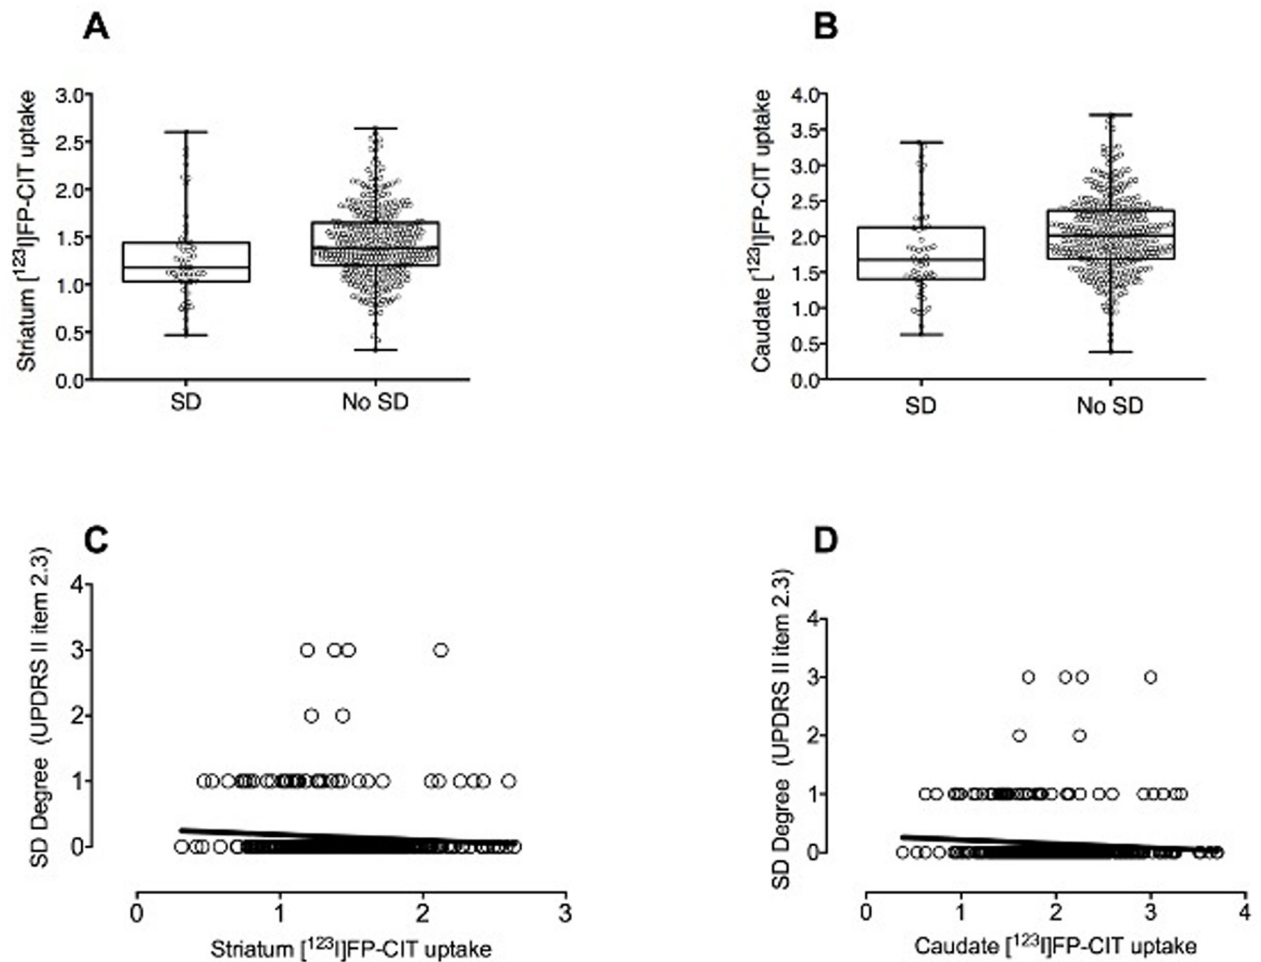 A
Striatum [123I]FP-CIT uptake
3.0
2.5
2.0
1.5
1.0
0.5
0.0
SD
No SD
B
Caudate [123I]FP-CIT uptake
4.0
3.5
3.0
2.5
2.0
1.5
1.0
0.5
0.0
SD
No SD
C
SD Degree (UPDRS II item 2.3)
4
3
2
1
0
0
1
2
3
Striatum [123I]FP-CIT uptake
D
SD Degree (UPDRS II item 2.3)
4
3
2
1
0
0
1
2
3
4
Caudate [123I]FP-CIT uptake